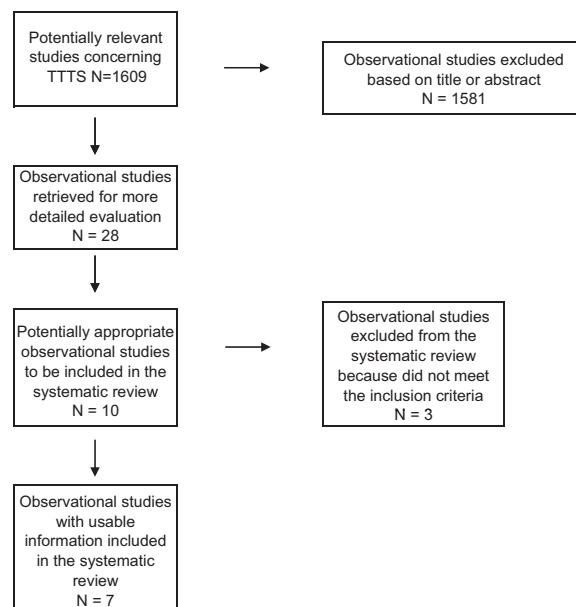 Potentially relevant
studies concerning
TTTS N=1609
Observational studies excluded
based on title or abstract
N = 1581
Observational studies
retrieved for more
detailed evaluation
N = 28
Potentially appropriate
observational studies
to be included in the
systematic review
N = 10
Observational studies
excluded from the
systematic review
because did not meet
the inclusion criteria
N = 3
Observational studies
with usable
information included
in the systematic
review
N = 7